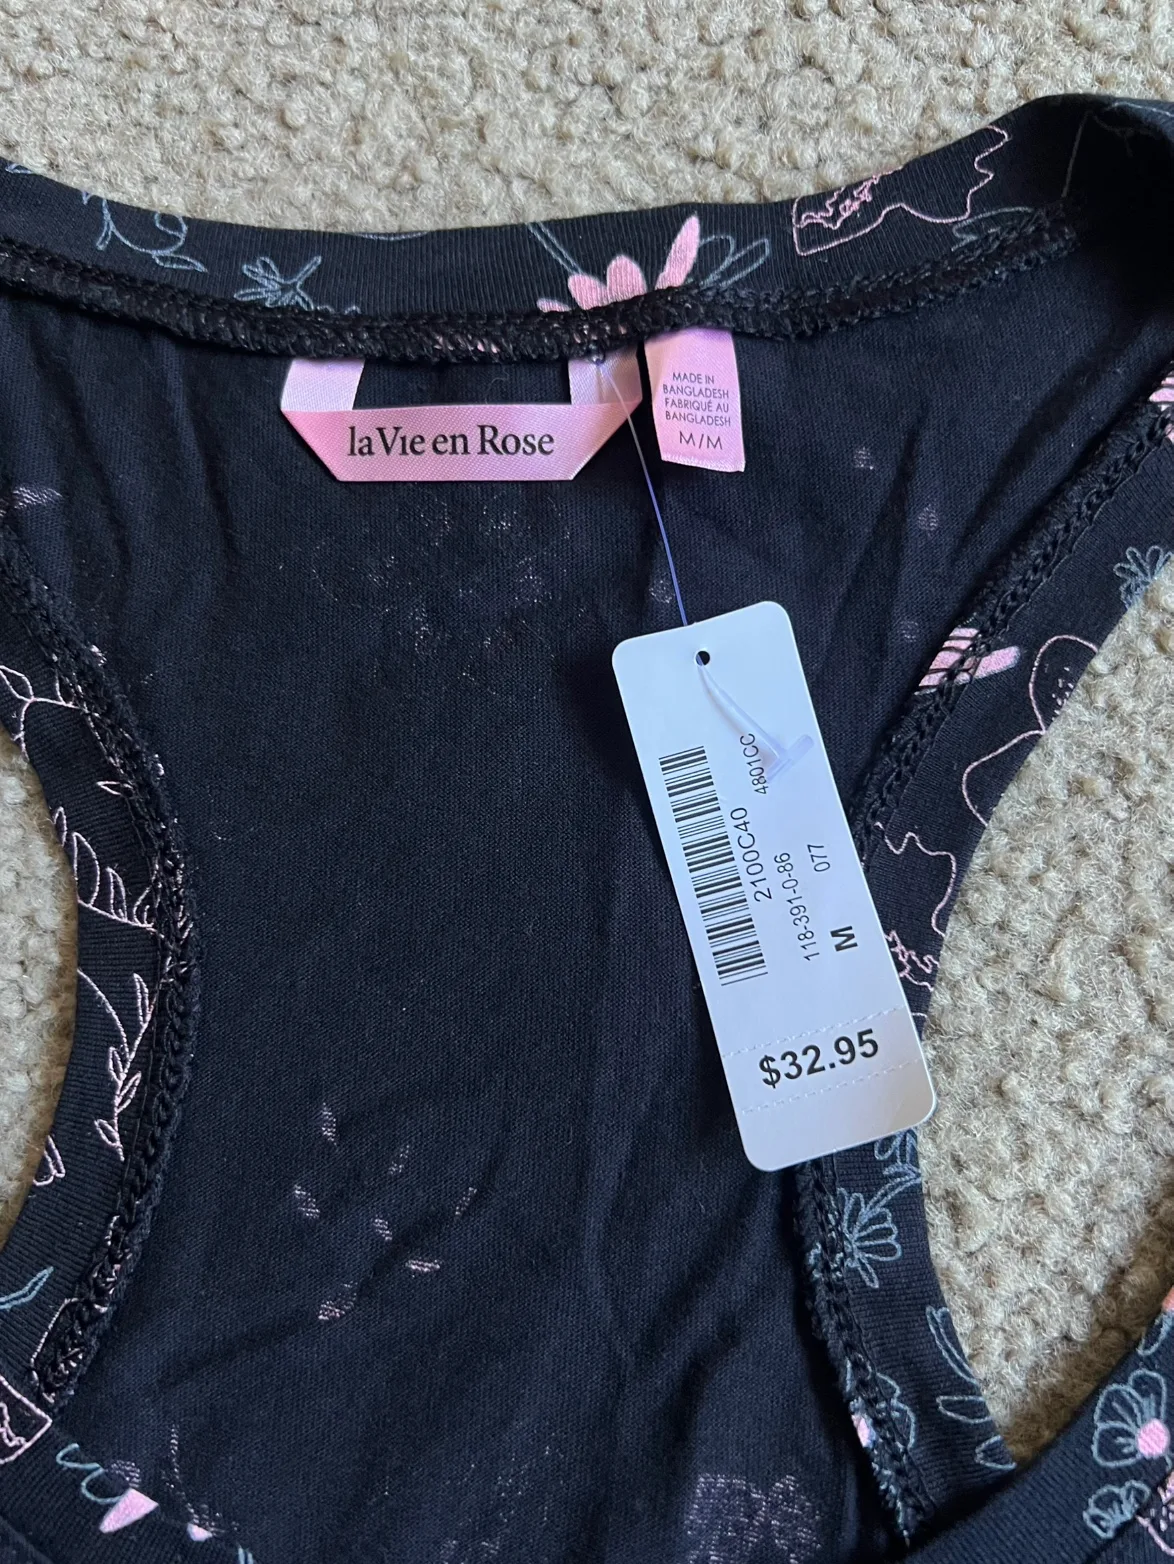 la Vie en Rose
MADE IN
BANGLADESH
FABRIQUÉ AU
BANGLADESH
M/M
2100C40
4801CC
118-391-0-86
077
M
$32.95